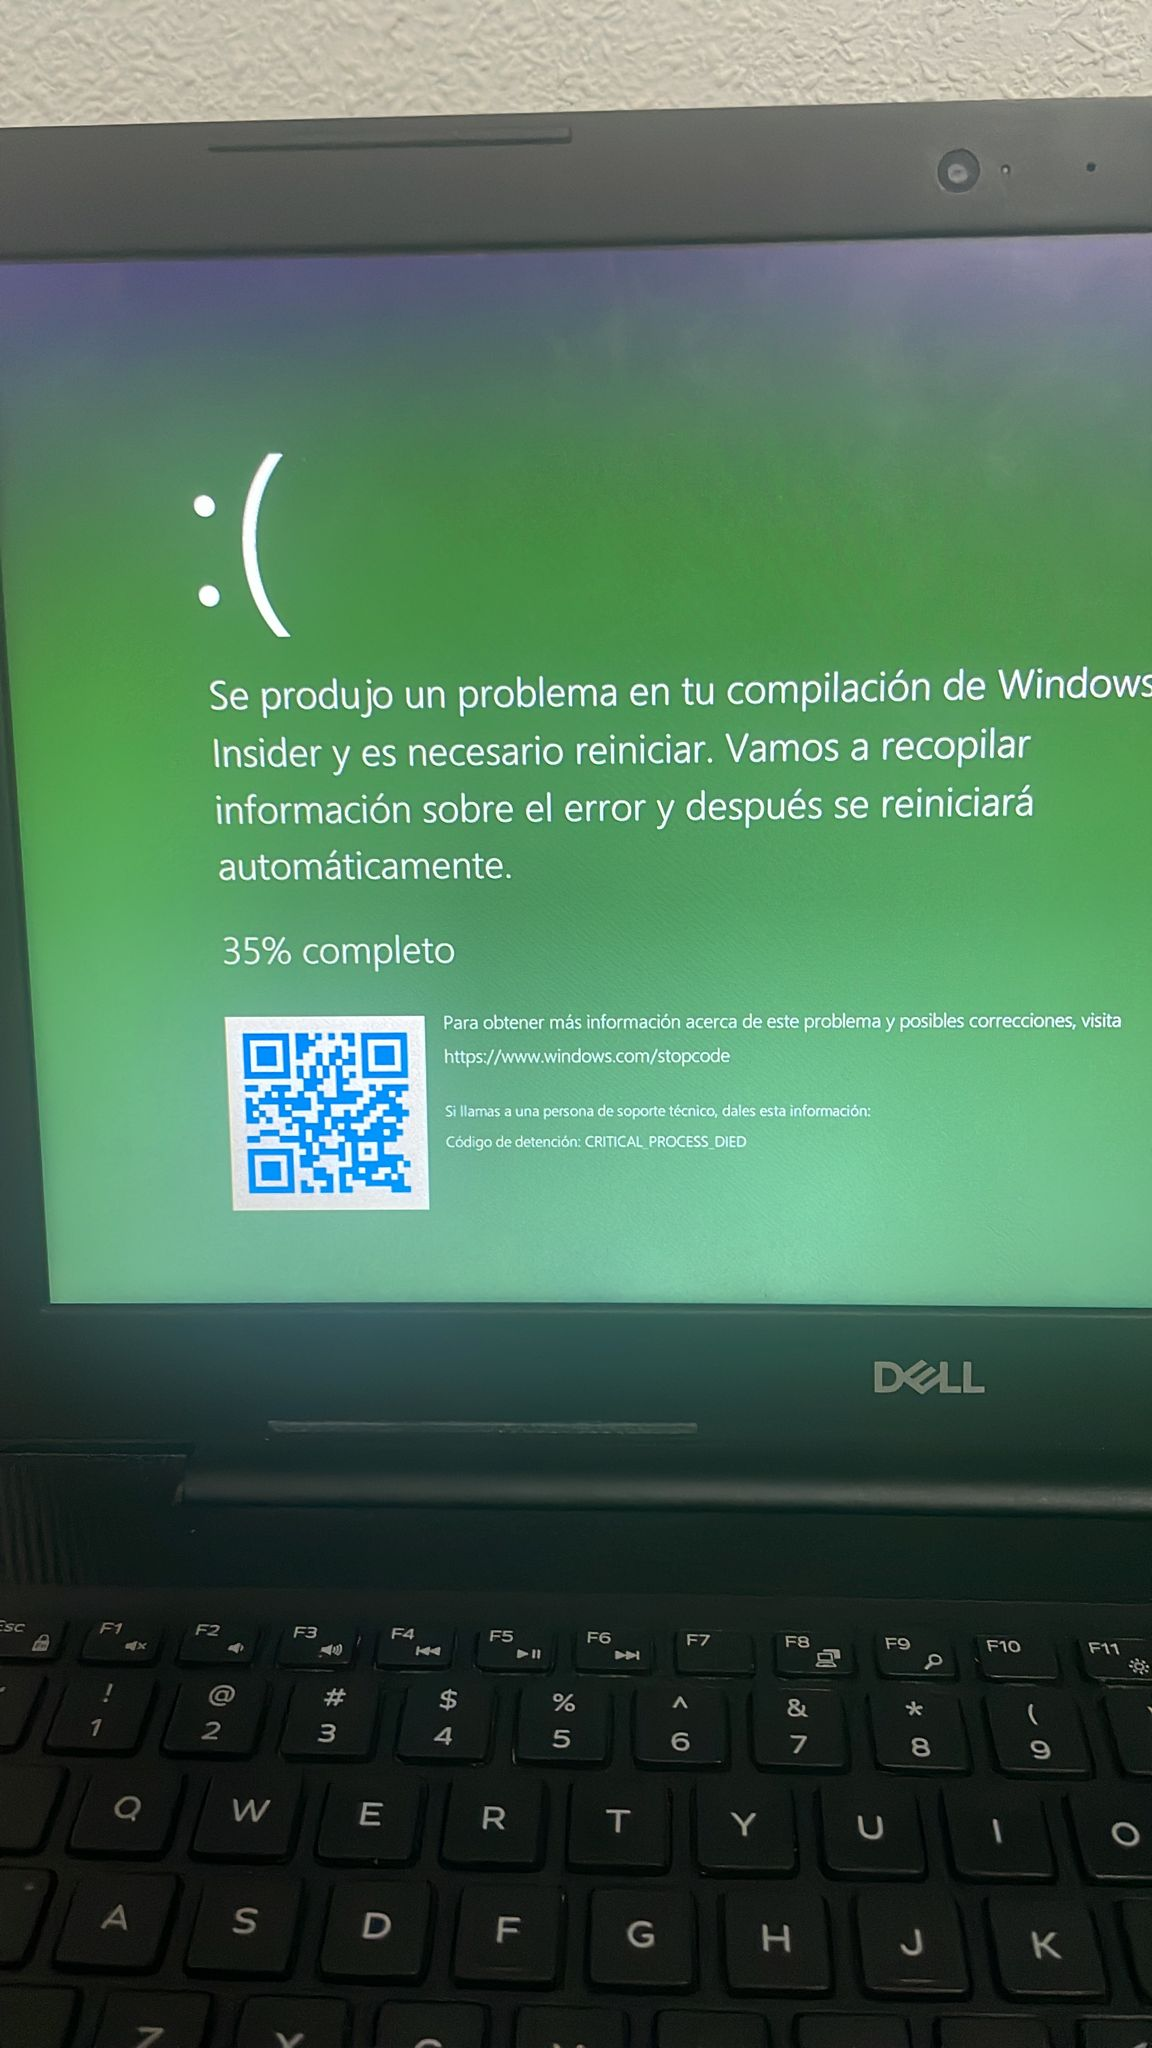 :(
Se produjo un problema en tu compilación de Windows
Insider y es necesario reiniciar. Vamos a recopilar
información sobre el error y después se reiniciará
automáticamente.
35% completo
Para obtener más información acerca de este problema y posibles correcciones, visita
https://www.windows.com/stopcode
Si llamas a una persona de soporte técnico, dales esta información:
Código de detención: CRITICAL_PROCESS_DIED
DELL
Esc F1 F2 F3 F4 F5 F6 F7 F8 F9 F10 F11
! @ # $ % ^ & * (
1 2 3 4 5 6 7 8 9
Q W E R T Y U I O
A S D F G H J K
Z